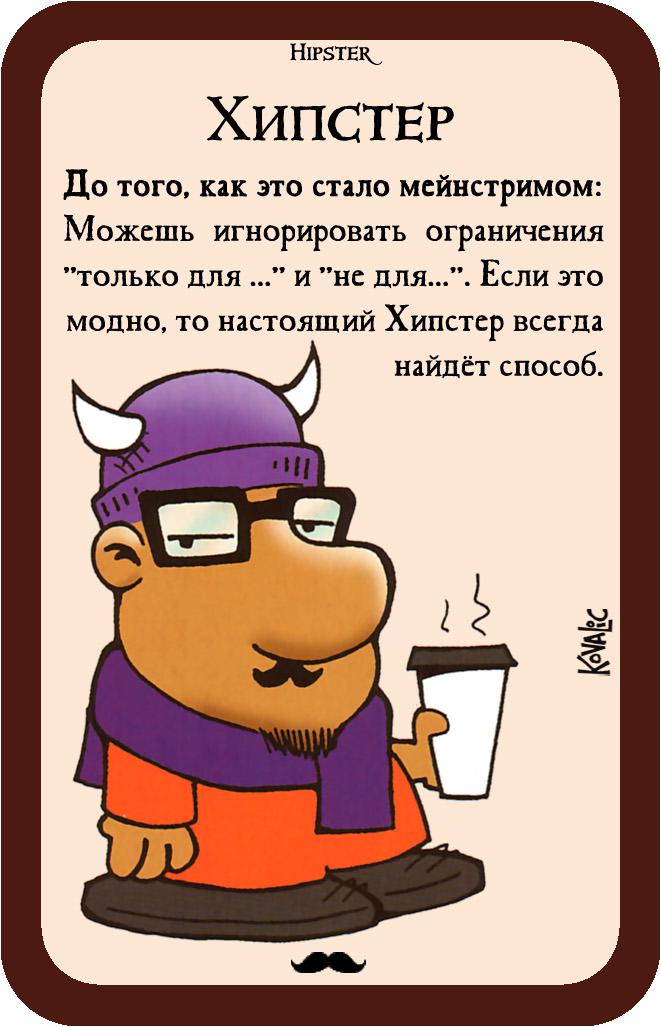 Hipster
Хипстер
До того, как это стало мейнстримом:
Можешь игнорировать ограничения
"только для ..." и "не для...". Если это
модно, то настоящий Хипстер всегда
найдёт способ.
KOVALIC